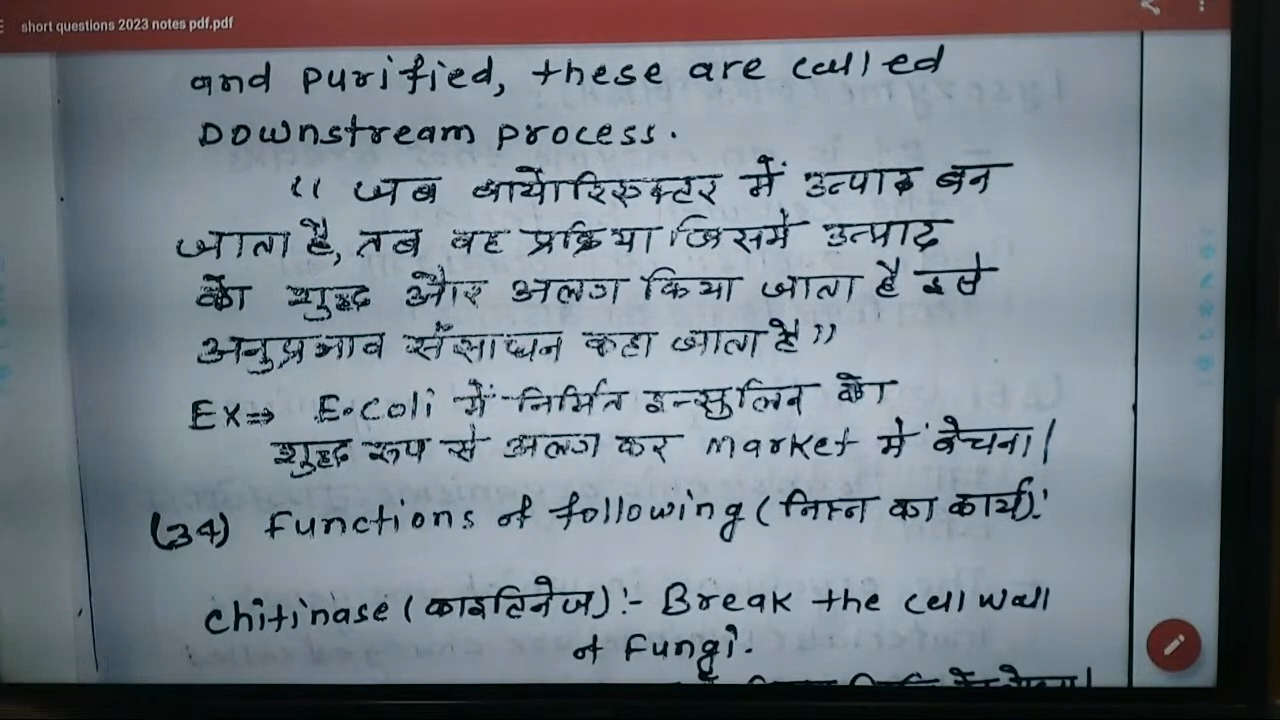 short questions 2023 notes pdf.pdf
and purified, these are called
Downstream process.
“ जब बायोरिएक्टर में उत्पाद बन
जाता है, तब वह प्रक्रिया जिसमे उत्पाद
को शुद्ध और अलग किया जाता है इसे
अनुप्रभाव सँसाधन कहा जाता है”
Ex⇒ E.coli में निर्मित इन्सुलिन को
शुद्ध रूप से अलग कर market में बेचना।
(34) Functions of following (निम्न का कार्य):
chitinase (काइटिनेज):- Break the cell wall
of Fungi.